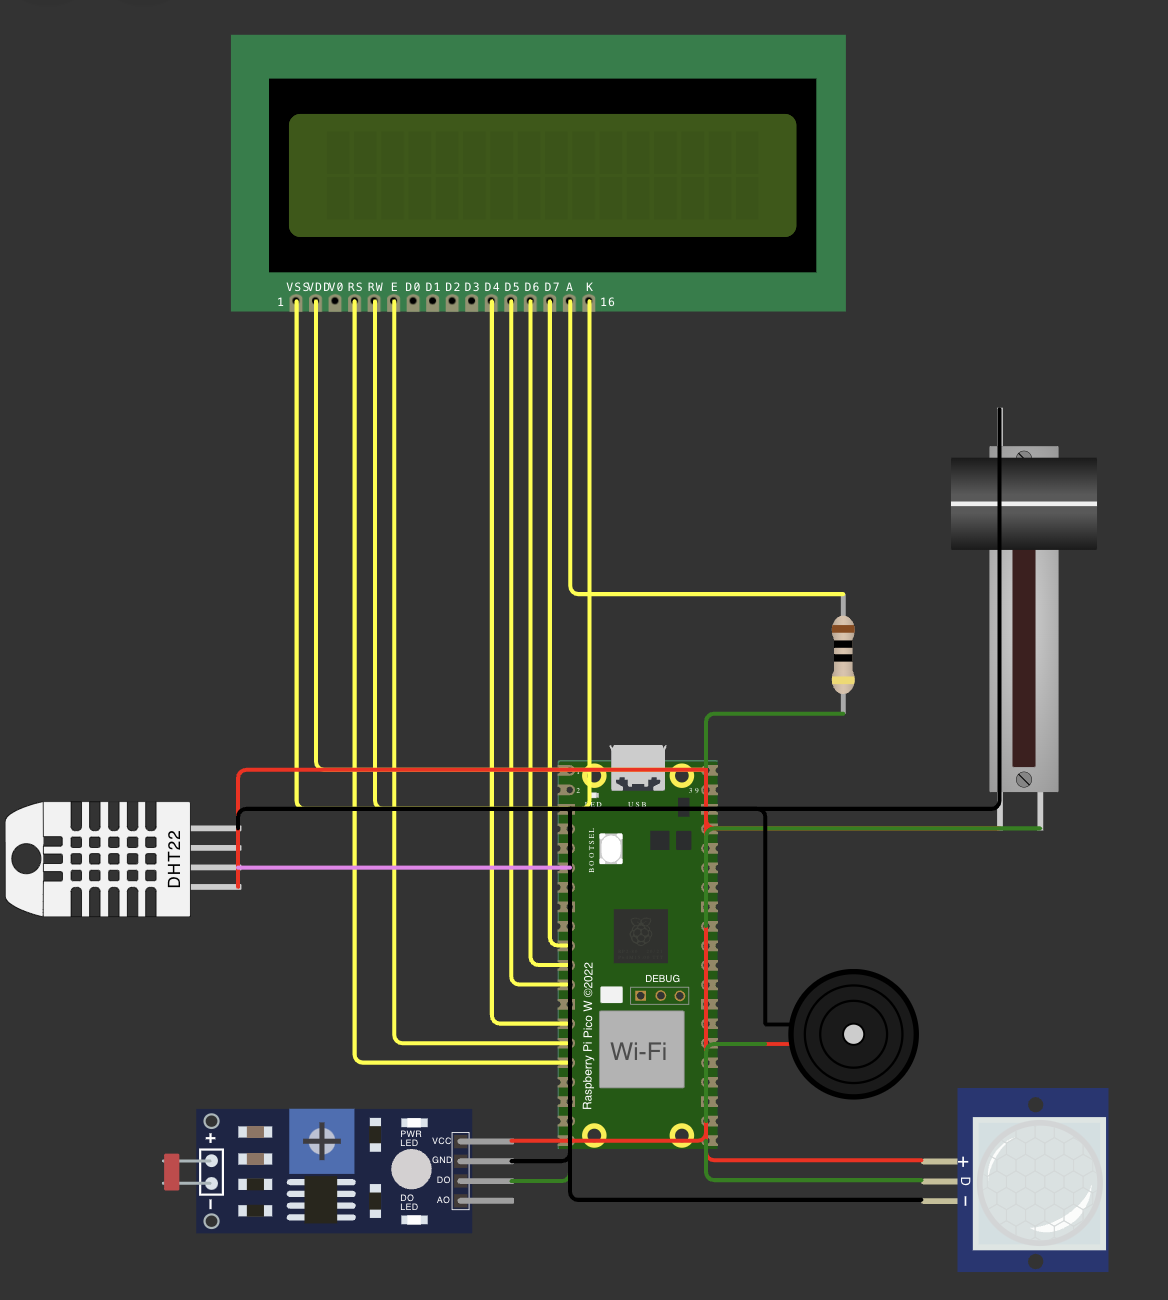 VSS VDD V0 RS RW E D0 D1 D2 D3 D4 D5 D6 D7 A K
1 16
2 39
LED USB
BOOTSEL
DHT22
DEBUG
Raspberry Pi Pico W ©2022
Wi-Fi
+
PWR
LED
VCC
GND
DO
AO
DO
LED
−
+
D
−